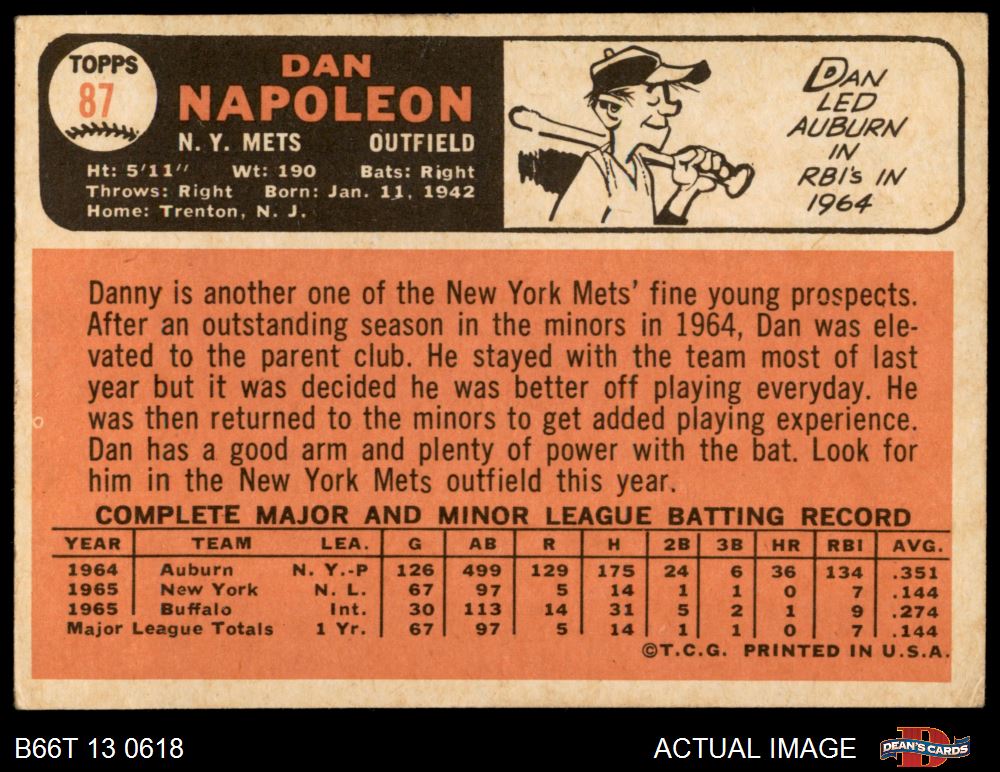 TOPPS
87
DAN
NAPOLEON
N. Y. METS OUTFIELD
Ht: 5'11" Wt: 190 Bats: Right
Throws: Right Born: Jan. 11, 1942
Home: Trenton, N. J.
DAN
LED
AUBURN
IN
RBI's IN
1964
Danny is another one of the New York Mets' fine young prospects.
After an outstanding season in the minors in 1964, Dan was ele-
vated to the parent club. He stayed with the team most of last
year but it was decided he was better off playing everyday. He
was then returned to the minors to get added playing experience.
Dan has a good arm and plenty of power with the bat. Look for
him in the New York Mets outfield this year.
COMPLETE MAJOR AND MINOR LEAGUE BATTING RECORD
YEAR TEAM LEA. G AB R H 2B 3B HR RBI AVG.
1964 Auburn N. Y.-P 126 499 129 175 24 6 36 134 .351
1965 New York N. L. 67 97 5 14 1 1 0 7 .144
1965 Buffalo Int. 30 113 14 31 5 2 1 9 .274
Major League Totals 1 Yr. 67 97 5 14 1 1 0 7 .144
©T.C.G. PRINTED IN U.S.A.
B66T 13 0618 ACTUAL IMAGE DEAN'S CARDS